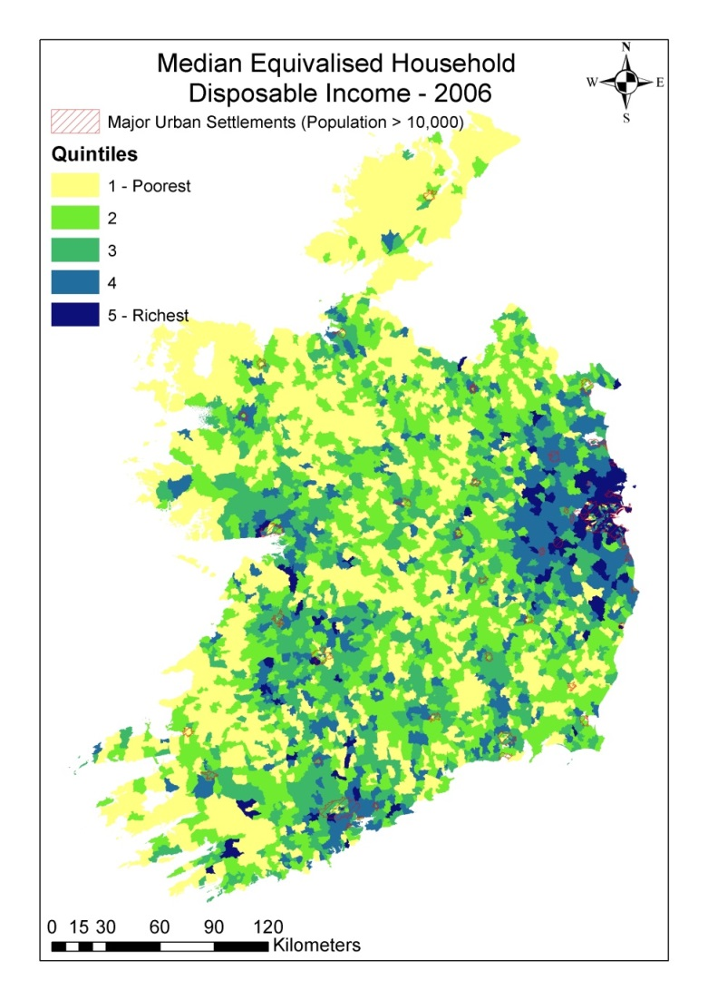 Median Equivalised Household
Disposable Income - 2006
N
W E
S
Major Urban Settlements (Population > 10,000)
Quintiles
1 - Poorest
2
3
4
5 - Richest
0 15 30 60 90 120
Kilometers